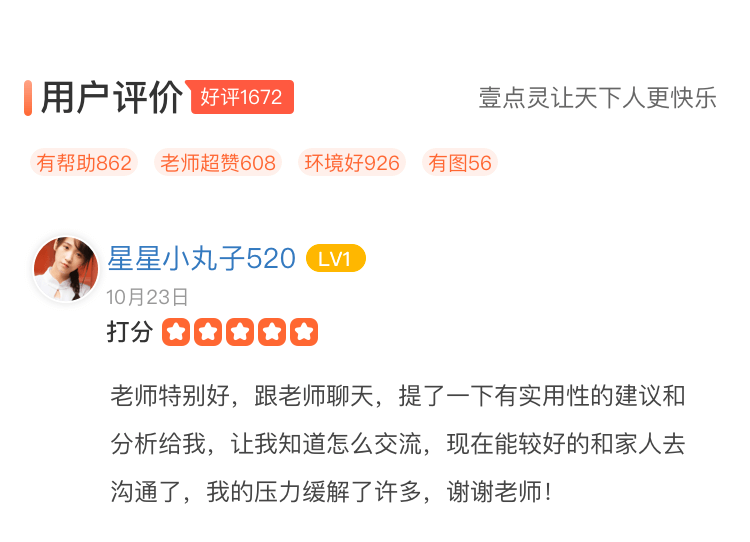 用户评价 好评1672 壹点灵让天下人更快乐
有帮助862 老师超赞608 环境好926 有图56
星星小丸子520 LV1
10月23日
打分
老师特别好，跟老师聊天，提了一下有实用性的建议和
分析给我，让我知道怎么交流，现在能较好的和家人去
沟通了，我的压力缓解了许多，谢谢老师！